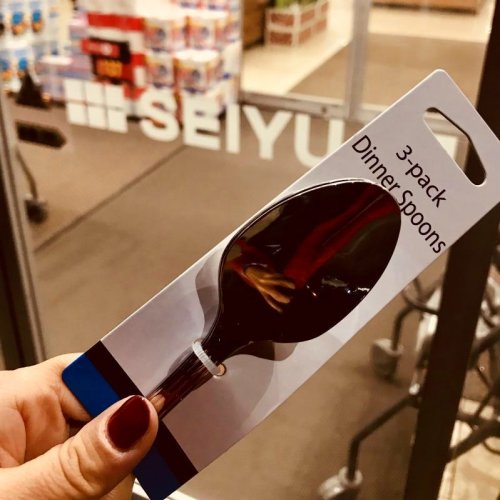 SEIYU
3-pack
Dinner Spoons